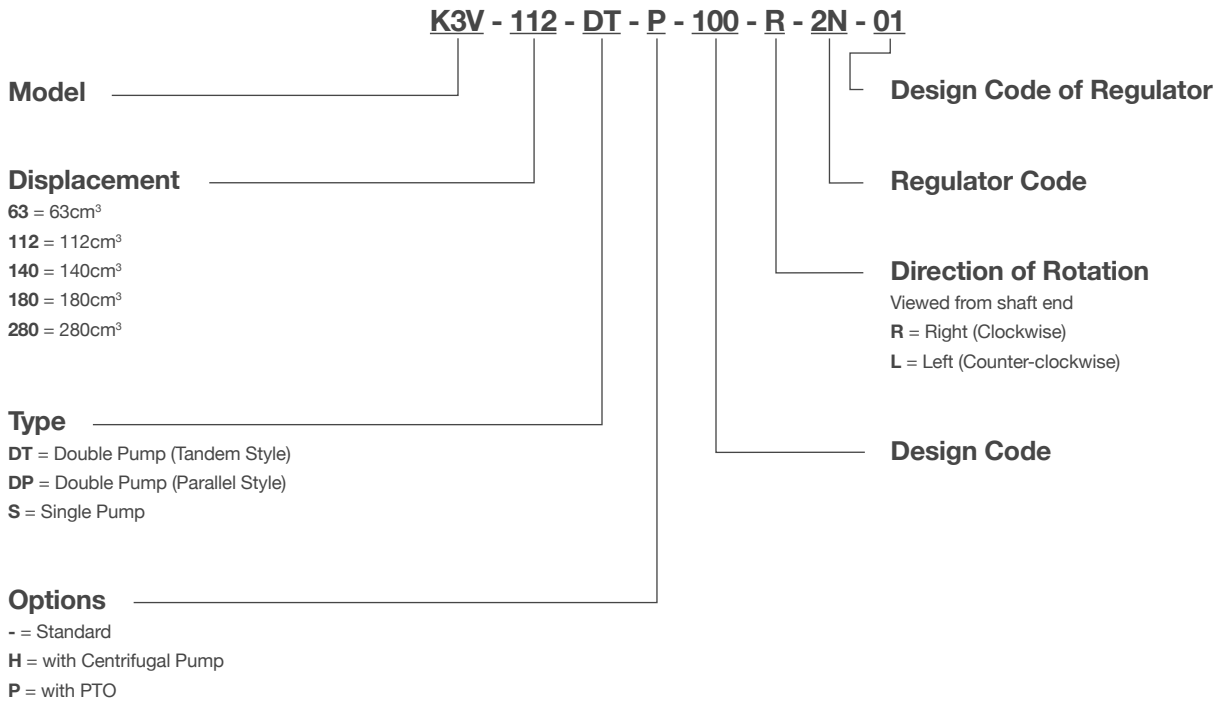 K3V - 112 - DT - P - 100 - R - 2N - 01
Model
Displacement
63 = 63cm³
112 = 112cm³
140 = 140cm³
180 = 180cm³
280 = 280cm³
Type
DT = Double Pump (Tandem Style)
DP = Double Pump (Parallel Style)
S = Single Pump
Options
- = Standard
H = with Centrifugal Pump
P = with PTO
Design Code of Regulator
Regulator Code
Direction of Rotation
Viewed from shaft end
R = Right (Clockwise)
L = Left (Counter-clockwise)
Design Code